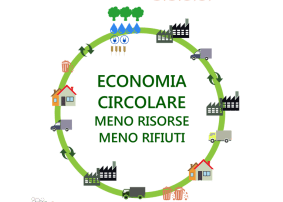 ECONOMIA
CIRCOLARE
MENO RISORSE
MENO RIFIUTI